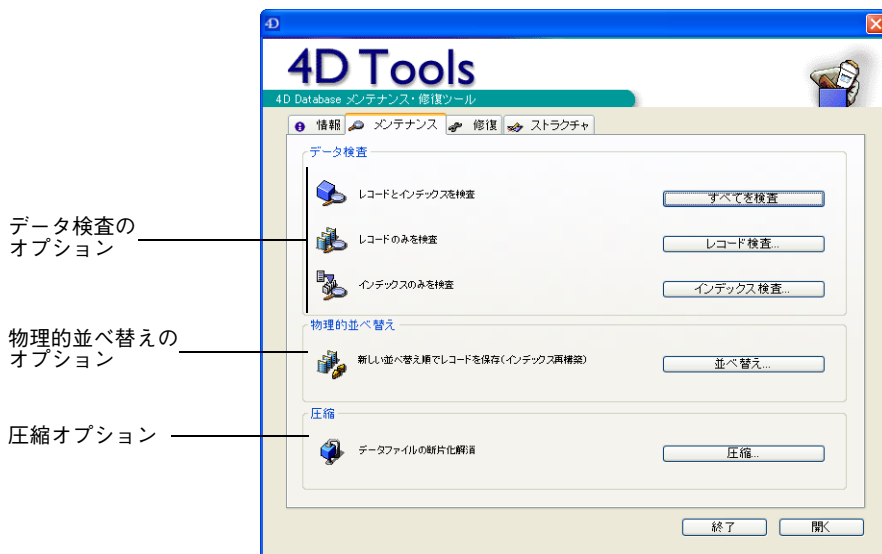 4D
4D Tools
4D Database メンテナンス・修復ツール
情報 メンテナンス 修復 ストラクチャ
データ検査
レコードとインデックスを検査 すべてを検査
レコードのみを検査 レコード検査...
インデックスのみを検査 インデックス検査...
データ検査の
オプション
物理的並べ替え
新しい並べ替え順でレコードを保存(インデックス再構築) 並べ替え...
物理的並べ替えの
オプション
圧縮
データファイルの断片化解消 圧縮...
圧縮オプション
終了 開く